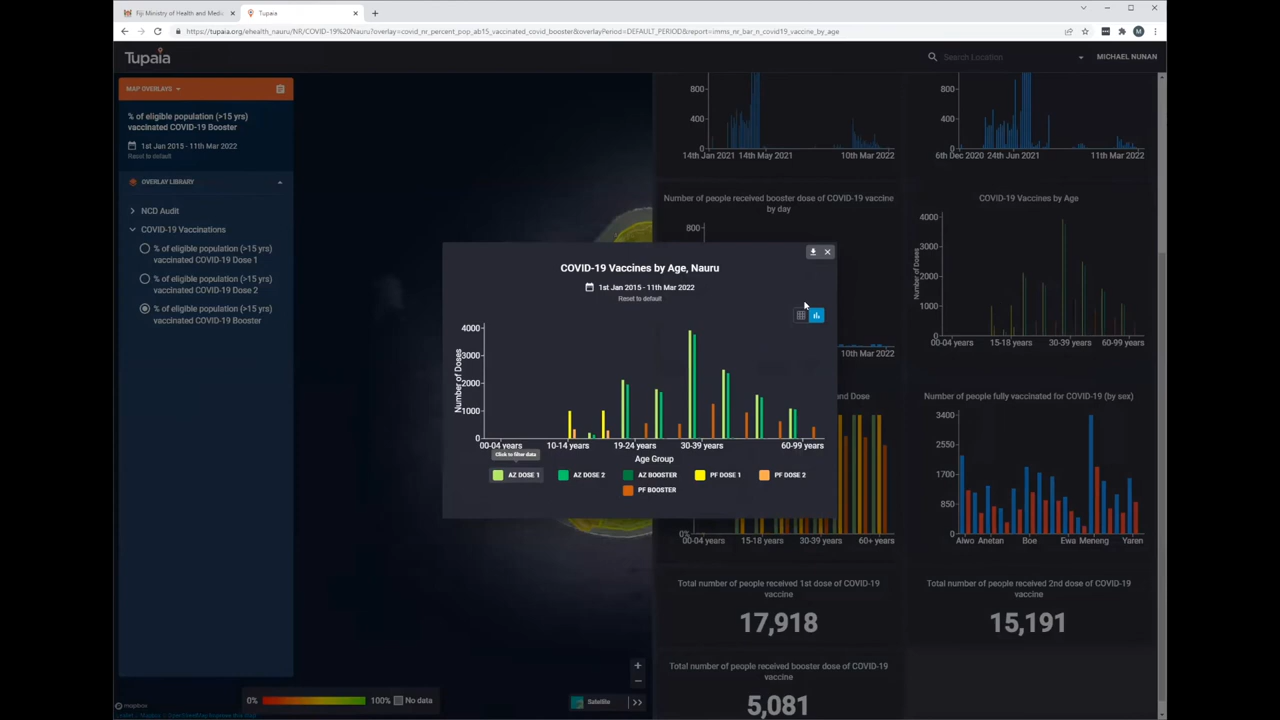 Fiji Ministry of Health and Medic
Tupaia
https://tupaia.org/ehealth_nauru/NR/COVID-19%20Nauru?overlay=covid_nr_percent_pop_ab15_vaccinated_covid_booster&overlayPeriod=DEFAULT_PERIOD&report=imms_nr_bar_n_covid19_vaccine_by_age
Tupaia
Search Location
MICHAEL NUNAN
MAP OVERLAYS
% of eligible population (>15 yrs)
vaccinated COVID-19 Booster
1st Jan 2015 - 11th Mar 2022
Reset to default
OVERLAY LIBRARY
NCD Audit
COVID-19 Vaccinations
% of eligible population (>15 yrs)
vaccinated COVID-19 Dose 1
% of eligible population (>15 yrs)
vaccinated COVID-19 Dose 2
% of eligible population (>15 yrs)
vaccinated COVID-19 Booster
800
400
0
14th Jan 2021 14th May 2021 10th Mar 2022
800
400
0
6th Dec 2020 24th Jun 2021 11th Mar 2022
Number of people received booster dose of COVID-19 vaccine
by day
800
10th Mar 2022
COVID-19 Vaccines by Age
Number of Doses
4000
3000
2000
1000
0
00-04 years 15-18 years 30-39 years 60-99 years
COVID-19 Vaccines by Age, Nauru
1st Jan 2015 - 11th Mar 2022
Reset to default
Number of Doses
4000
3000
2000
1000
0
00-04 years 10-14 years 19-24 years 30-39 years 60-99 years
Click to filter data
Age Group
AZ DOSE 1 AZ DOSE 2 AZ BOOSTER PF DOSE 1 PF DOSE 2
PF BOOSTER
and Dose
0%
00-04 years 15-18 years 30-39 years 60+ years
Number of people fully vaccinated for COVID-19 (by sex)
3400
2550
1700
850
0
Aiwo Anetan Boe Ewa Meneng Yaren
Total number of people received 1st dose of COVID-19
vaccine
17,918
Total number of people received 2nd dose of COVID-19
vaccine
15,191
Total number of people received booster dose of COVID-19
vaccine
5,081
0% 100% No data
Satellite
mapbox